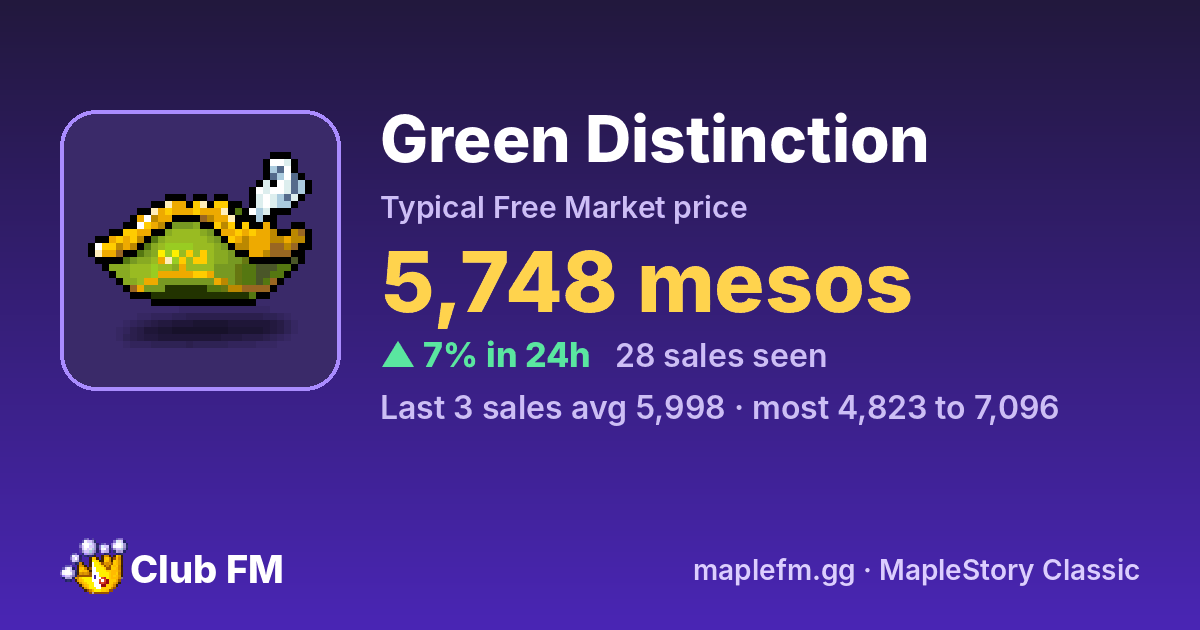 Green Distinction
Typical Free Market price
5,748 mesos
▲ 7% in 24h 28 sales seen
Last 3 sales avg 5,998 · most 4,823 to 7,096
Club FM
maplefm.gg · MapleStory Classic